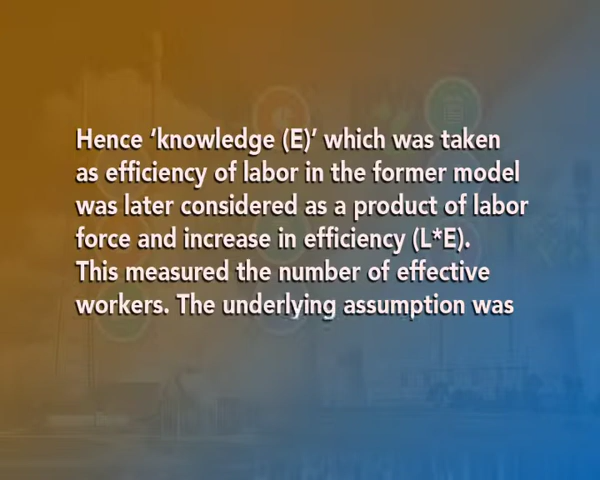 Hence ‘knowledge (E)’ which was taken
as efficiency of labor in the former model
was later considered as a product of labor
force and increase in efficiency (L*E).
This measured the number of effective
workers. The underlying assumption was